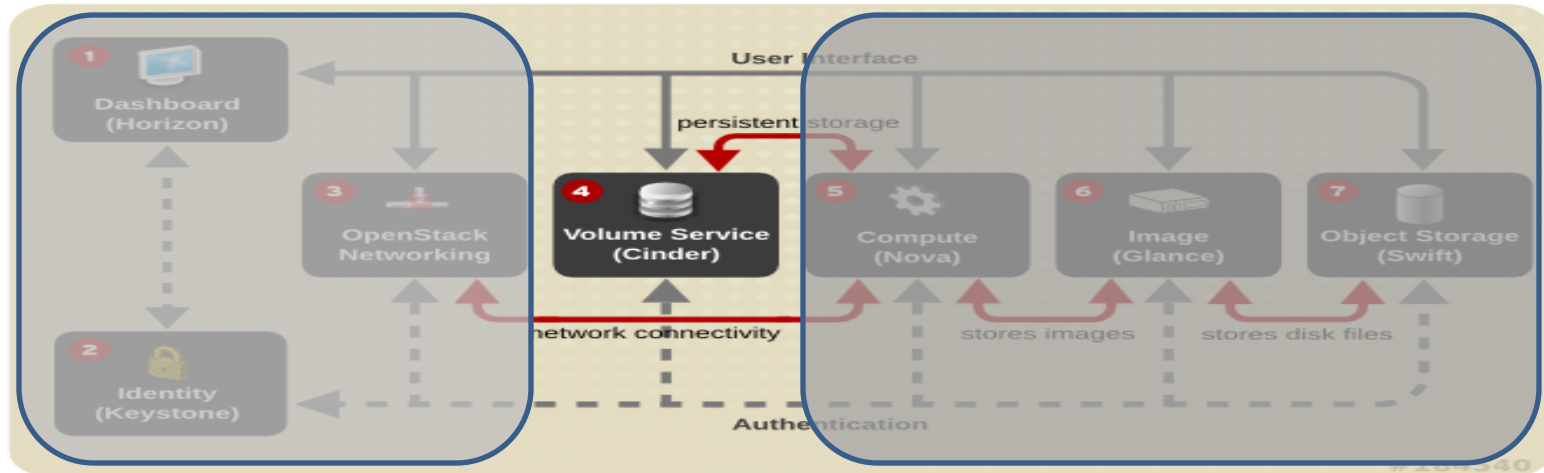 User Interface
1
Dashboard
(Horizon)
persistent storage
3
OpenStack
Networking
4
Volume Service
(Cinder)
5
Compute
(Nova)
6
Image
(Glance)
7
Object Storage
(Swift)
network connectivity
stores images
stores disk files
2
Identity
(Keystone)
Authentication